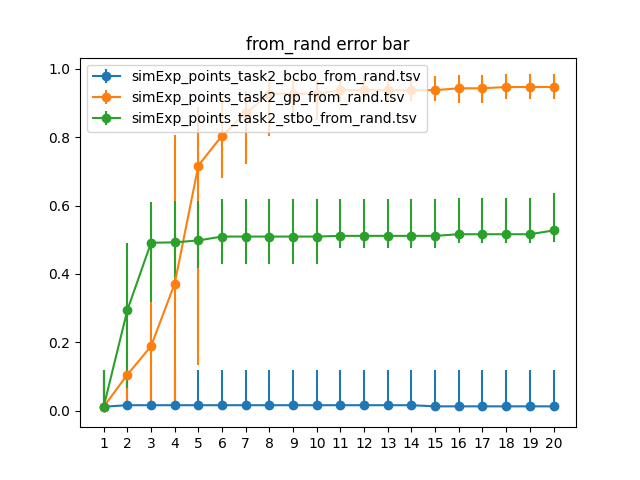 from_rand error bar
simExp_points_task2_bcbo_from_rand.tsv
simExp_points_task2_gp_from_rand.tsv
simExp_points_task2_stbo_from_rand.tsv
1.0
0.8
0.6
0.4
0.2
0.0
1 2 3 4 5 6 7 8 9 10 11 12 13 14 15 16 17 18 19 20